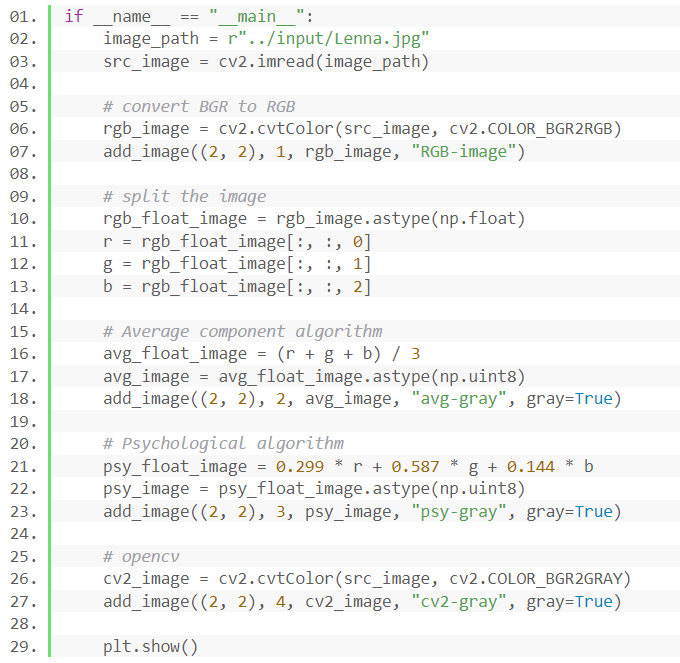 01. if __name__ == "__main__":
02.     image_path = r"../input/Lenna.jpg"
03.     src_image = cv2.imread(image_path)
04.
05.     # convert BGR to RGB
06.     rgb_image = cv2.cvtColor(src_image, cv2.COLOR_BGR2RGB)
07.     add_image((2, 2), 1, rgb_image, "RGB-image")
08.
09.     # split the image
10.     rgb_float_image = rgb_image.astype(np.float)
11.     r = rgb_float_image[:, :, 0]
12.     g = rgb_float_image[:, :, 1]
13.     b = rgb_float_image[:, :, 2]
14.
15.     # Average component algorithm
16.     avg_float_image = (r + g + b) / 3
17.     avg_image = avg_float_image.astype(np.uint8)
18.     add_image((2, 2), 2, avg_image, "avg-gray", gray=True)
19.
20.     # Psychological algorithm
21.     psy_float_image = 0.299 * r + 0.587 * g + 0.144 * b
22.     psy_image = psy_float_image.astype(np.uint8)
23.     add_image((2, 2), 3, psy_image, "psy-gray", gray=True)
24.
25.     # opencv
26.     cv2_image = cv2.cvtColor(src_image, cv2.COLOR_BGR2GRAY)
27.     add_image((2, 2), 4, cv2_image, "cv2-gray", gray=True)
28.
29.     plt.show()